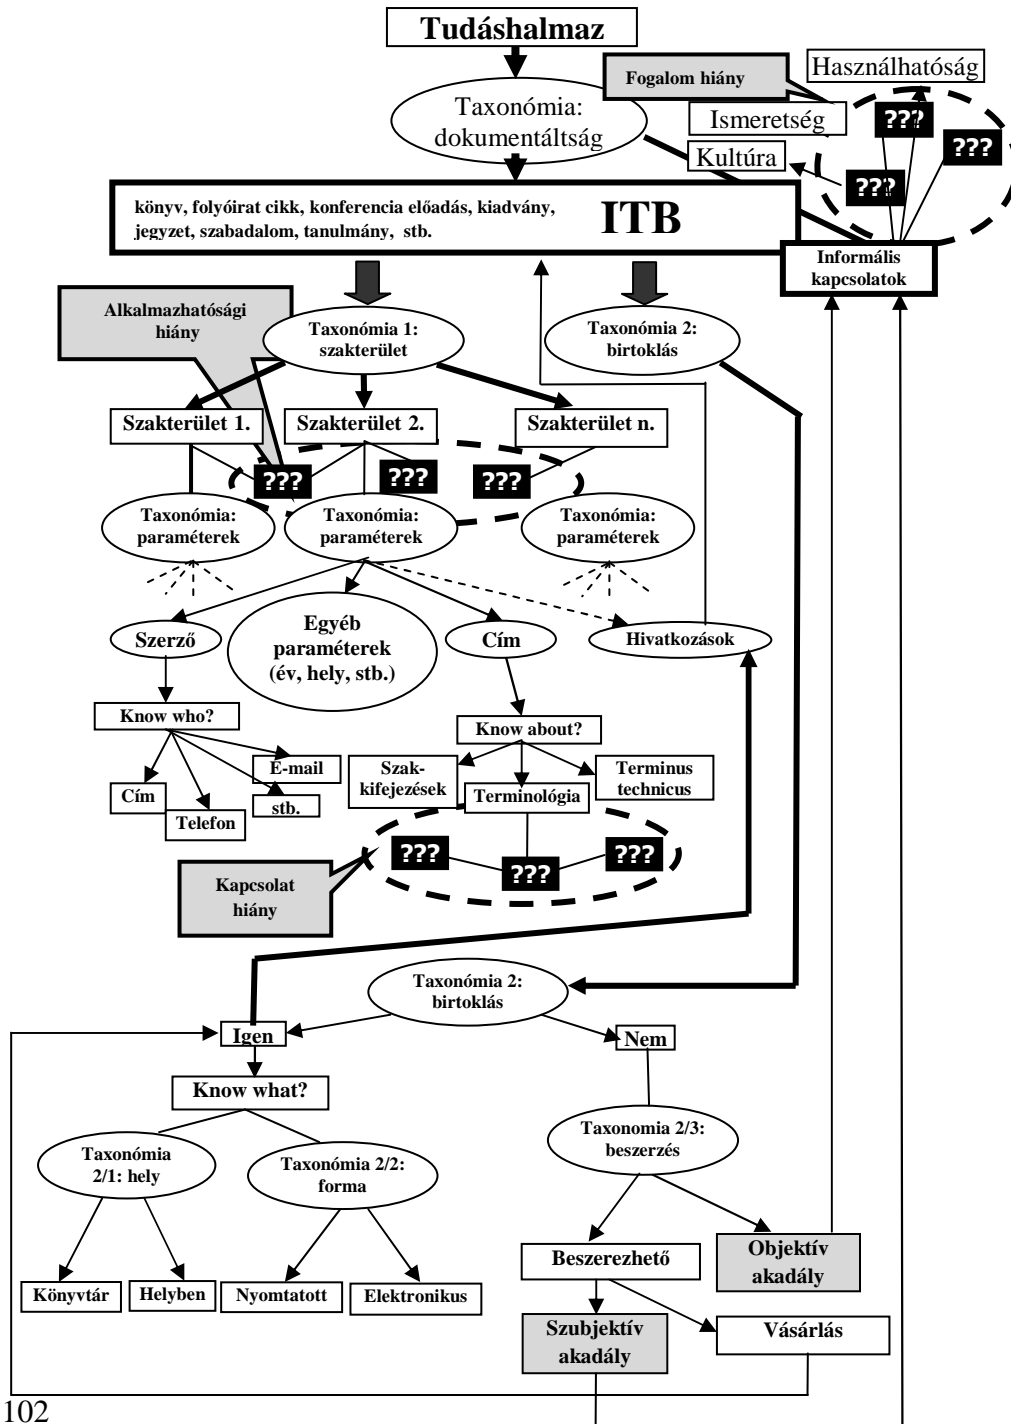 Tudáshalmaz
Használhatóság
Fogalom hiány
Taxonómia:
dokumentáltság
Ismeretség
???
???
Kultúra
???
könyv, folyóirat cikk, konferencia előadás, kiadvány,
jegyzet, szabadalom, tanulmány, stb.
ITB
Informális
kapcsolatok
Alkalmazhatósági
hiány
Taxonómia 1:
szakterület
Taxonómia 2:
birtoklás
Szakterület 1.
Szakterület 2.
Szakterület n.
???
???
???
Taxonómia:
paraméterek
Taxonómia:
paraméterek
Taxonómia:
paraméterek
Szerző
Egyéb
paraméterek
(év, hely, stb.)
Cím
Hivatkozások
Know who?
Know about?
E-mail
Cím
stb.
Telefon
Szak-
kifejezések
Terminológia
Terminus
technicus
???
???
???
Kapcsolat
hiány
Taxonómia 2:
birtoklás
Igen
Nem
Know what?
Taxonómia
2/1: hely
Taxonómia 2/2:
forma
Taxonomia 2/3:
beszerzés
Beszerezhető
Objektív
akadály
Könyvtár
Helyben
Nyomtatott
Elektronikus
Szubjektív
akadály
Vásárlás
102